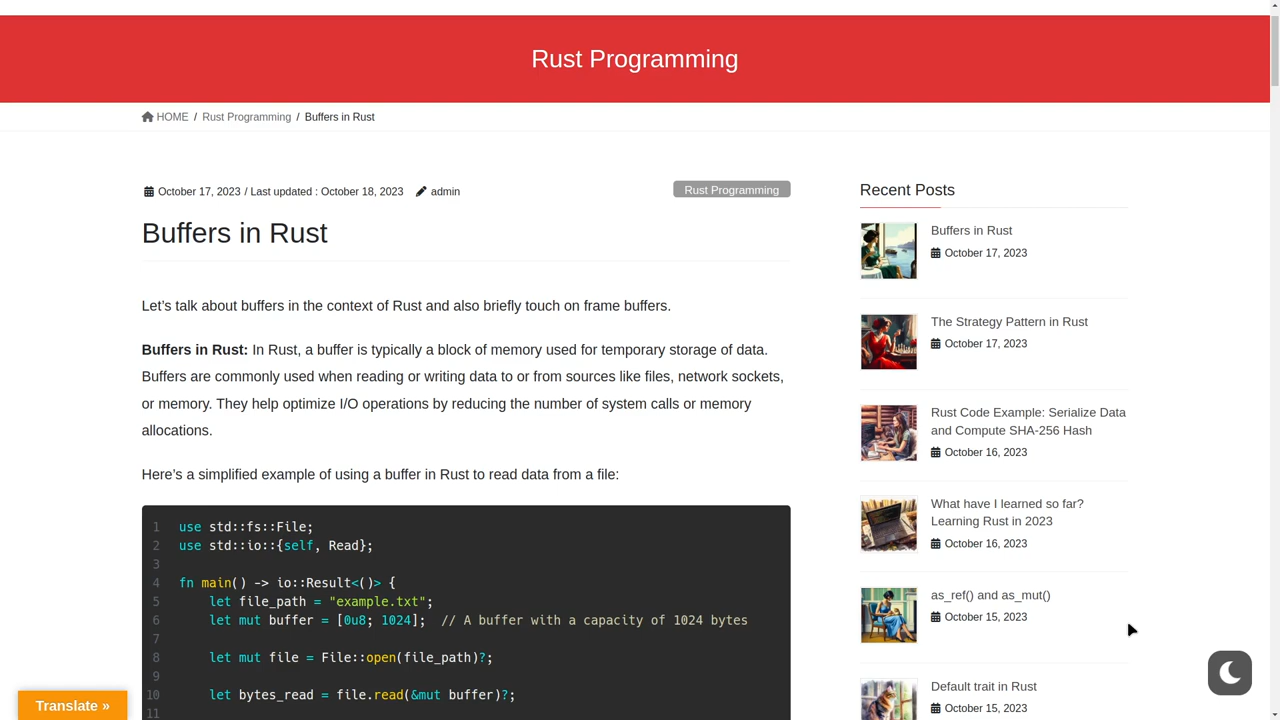 Rust Programming
HOME / Rust Programming / Buffers in Rust
October 17, 2023 / Last updated : October 18, 2023 admin
Rust Programming
Buffers in Rust
Let’s talk about buffers in the context of Rust and also briefly touch on frame buffers.
Buffers in Rust: In Rust, a buffer is typically a block of memory used for temporary storage of data.
Buffers are commonly used when reading or writing data to or from sources like files, network sockets,
or memory. They help optimize I/O operations by reducing the number of system calls or memory
allocations.
Here’s a simplified example of using a buffer in Rust to read data from a file:
1 use std::fs::File;
2 use std::io::{self, Read};
3
4 fn main() -> io::Result<()> {
5     let file_path = "example.txt";
6     let mut buffer = [0u8; 1024];  // A buffer with a capacity of 1024 bytes
7
8     let mut file = File::open(file_path)?;
9
10     let bytes_read = file.read(&mut buffer)?;
11
Recent Posts
Buffers in Rust
October 17, 2023
The Strategy Pattern in Rust
October 17, 2023
Rust Code Example: Serialize Data
and Compute SHA-256 Hash
October 16, 2023
What have I learned so far?
Learning Rust in 2023
October 16, 2023
as_ref() and as_mut()
October 15, 2023
Default trait in Rust
October 15, 2023
Translate »